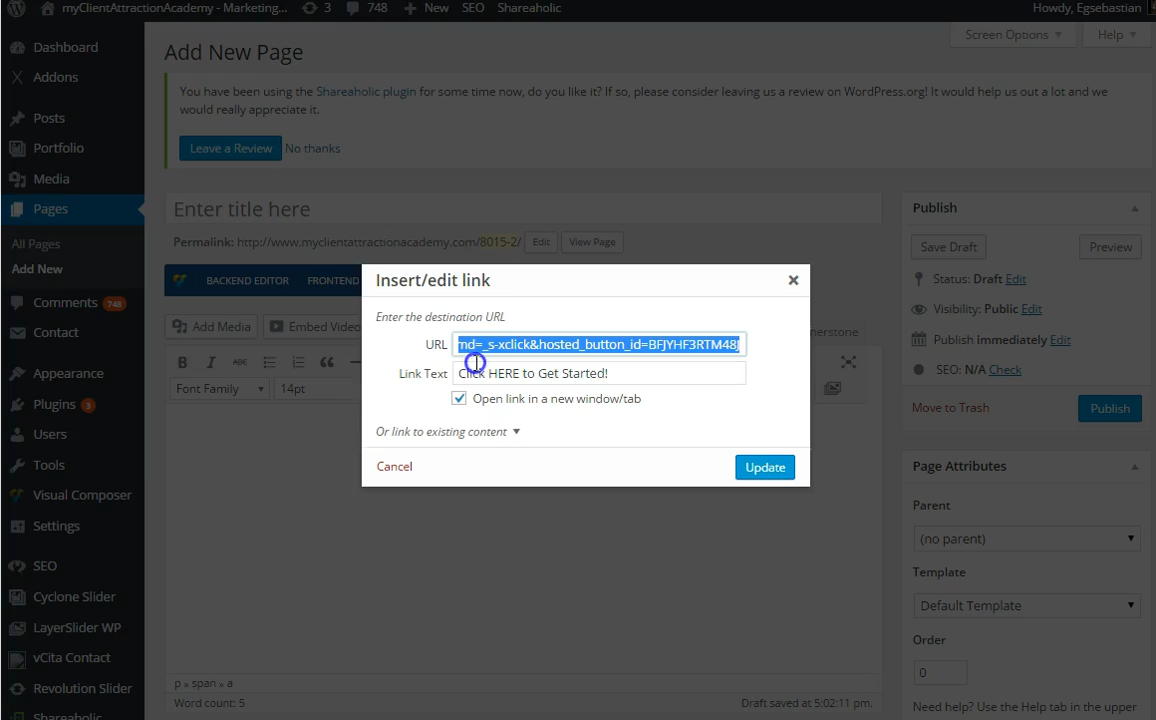 myClientAttractionAcademy - Marketing...
3
748
New
SEO
Shareaholic
Howdy, Egsebastian
Dashboard
Addons
Posts
Portfolio
Media
Pages
All Pages
Add New
Comments 748
Contact
Appearance
Plugins 3
Users
Tools
Visual Composer
Settings
SEO
Cyclone Slider
LayerSlider WP
vCita Contact
Revolution Slider
Shareaholic
Screen Options
Help
Add New Page
You have been using the Shareaholic plugin for some time now, do you like it? If so, please consider leaving us a review on WordPress.org! It would help us out a lot and we
would really appreciate it.
Leave a Review No thanks
Enter title here
Permalink: http://www.myclientattractionacademy.com/8015-2/ Edit View Page
BACKEND EDITOR FRONTEND
Add Media Embed Video
B I ABC
Font Family 14pt
Insert/edit link
Enter the destination URL
URL md=_s-xclick&hosted_button_id=BFJYHF3RTM48J
Link Text Click HERE to Get Started!
Open link in a new window/tab
Or link to existing content
Cancel Update
p » span » a
Word count: 5
Draft saved at 5:02:11 pm.
Publish
Save Draft Preview
Status: Draft Edit
Visibility: Public Edit
Publish immediately Edit
SEO: N/A Check
Move to Trash Publish
Page Attributes
Parent
(no parent)
Template
Default Template
Order
0
Need help? Use the Help tab in the upper